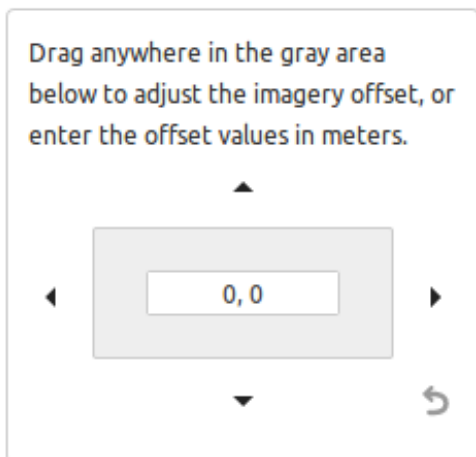 Drag anywhere in the gray area
below to adjust the imagery offset, or
enter the offset values in meters.
0, 0